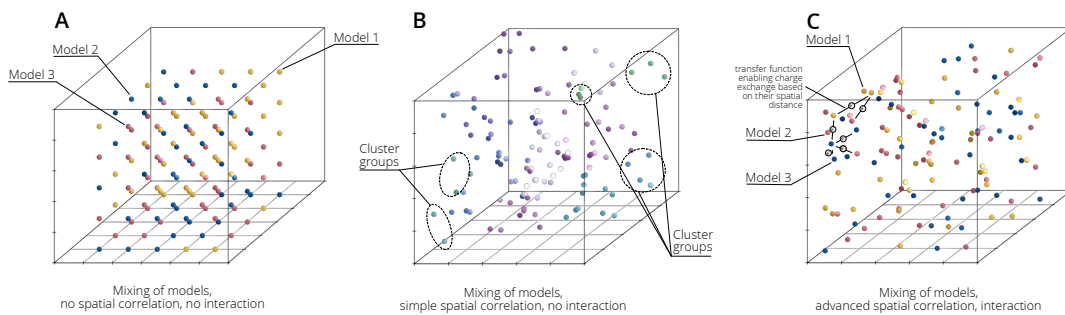 A
Model 1
Model 2
Model 3
Mixing of models,
no spatial correlation, no interaction
B
Cluster
groups
Cluster
groups
Mixing of models,
simple spatial correlation, no interaction
C
Model 1
transfer function
enabling charge
exchange based
on their spatial
distance
Model 2
Model 3
Mixing of models,
advanced spatial correlation, interaction